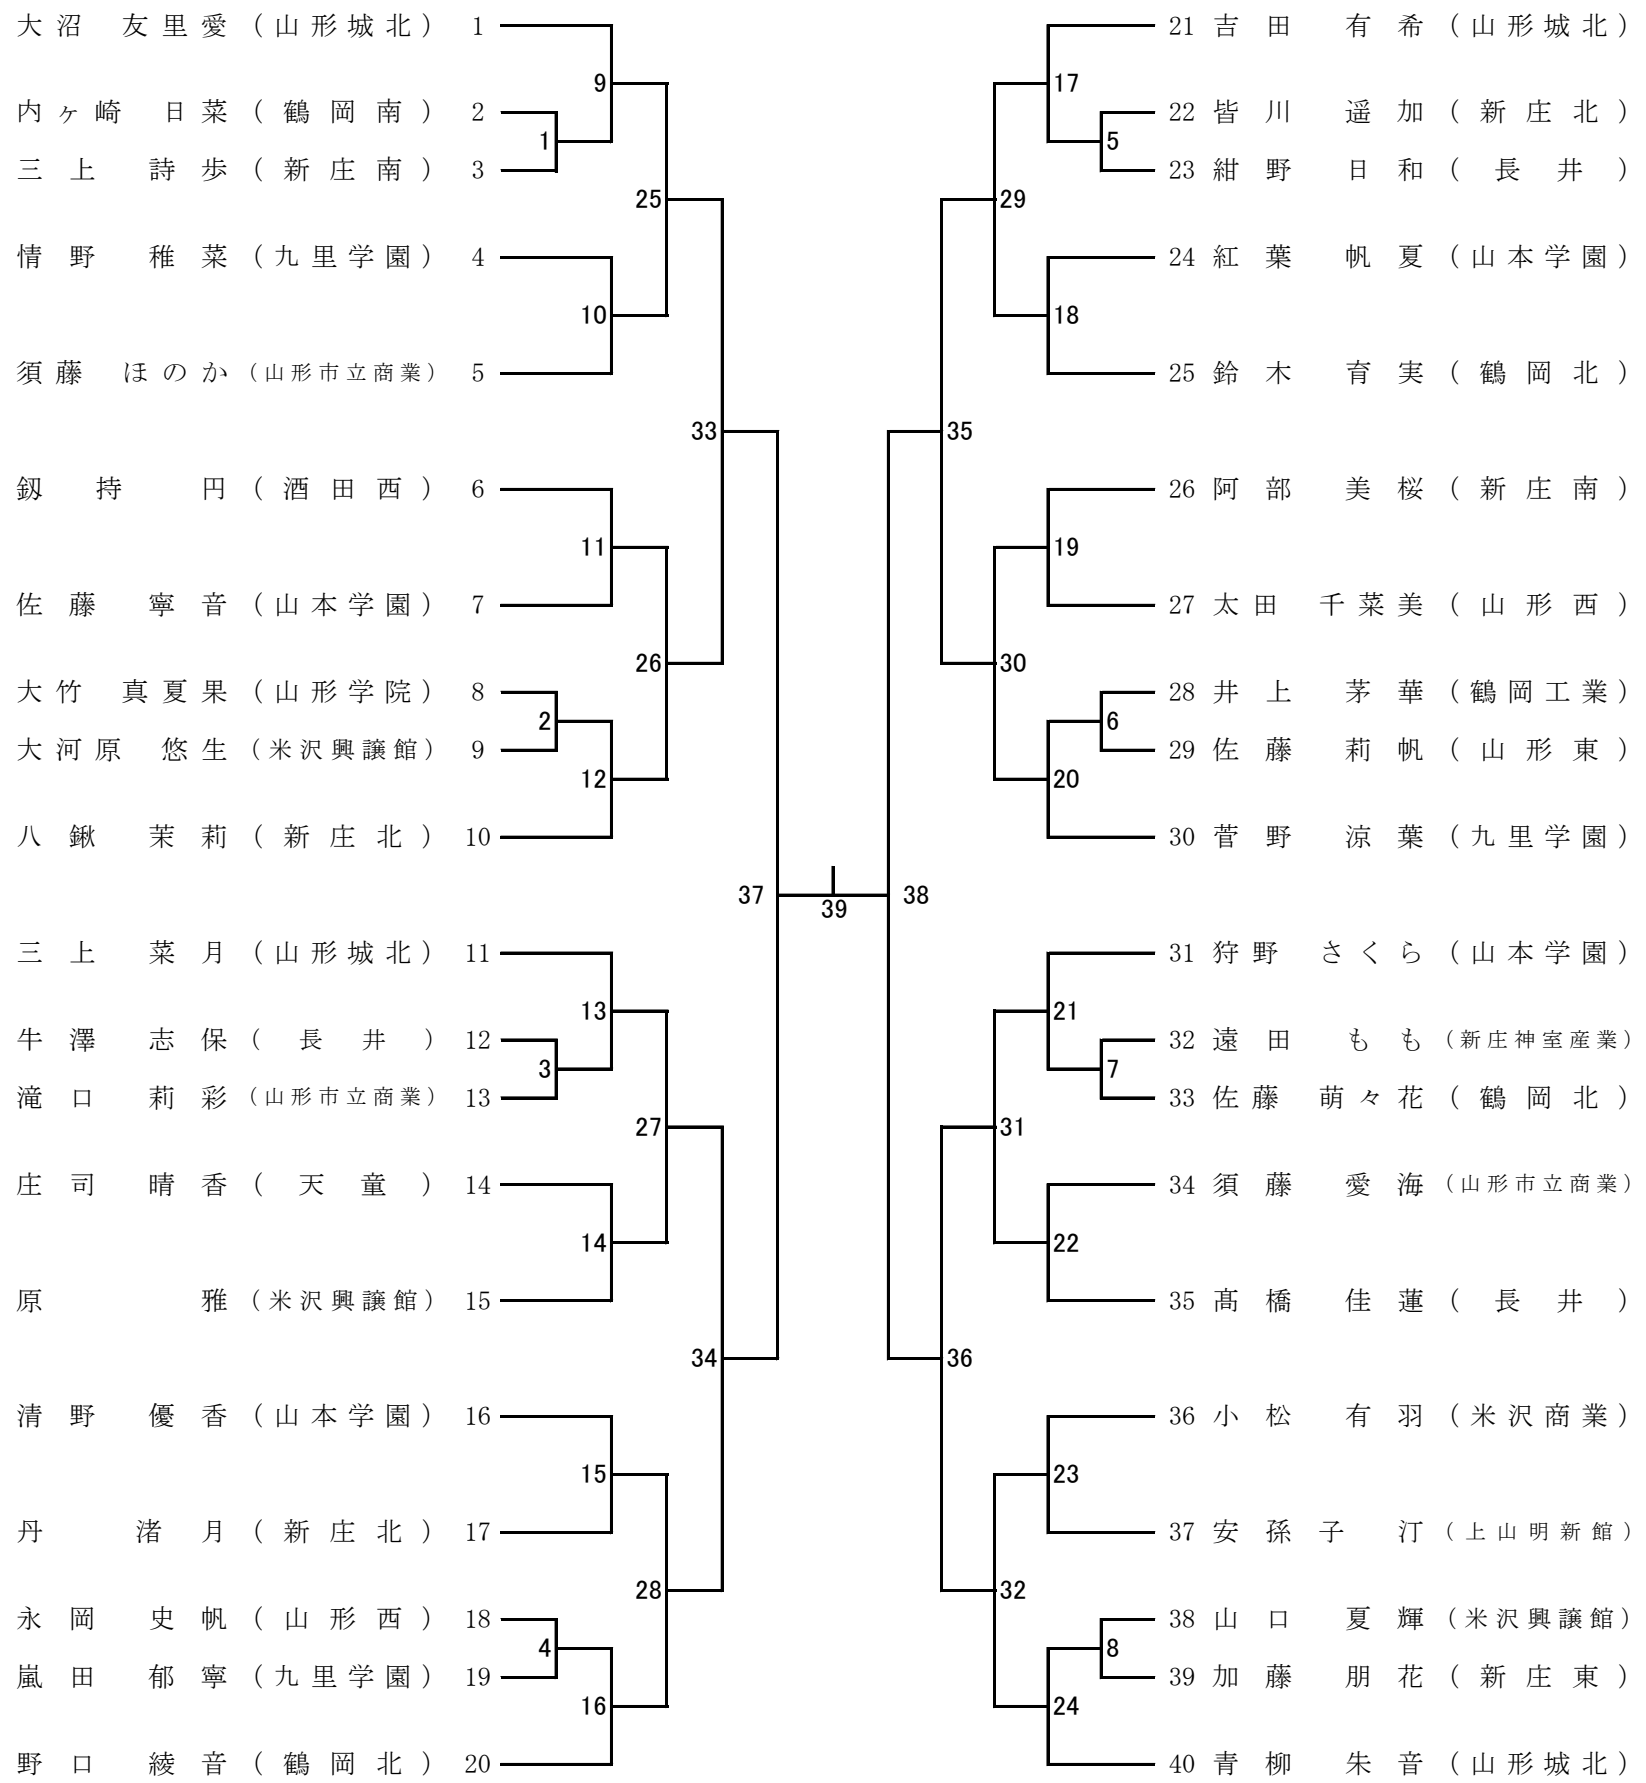 大沼 友里愛 (山形城北) 1
9
内ヶ崎 日菜 (鶴岡南) 2
1
三上 詩歩 (新庄南) 3
25
情野 稚菜 (九里学園) 4
10
須藤 ほのか (山形市立商業) 5
33
釼持 円 (酒田西) 6
11
佐藤 寧音 (山本学園) 7
26
大竹 真夏果 (山形学院) 8
2
大河原 悠生 (米沢興譲館) 9
12
八鍬 茉莉 (新庄北) 10
37
三上 菜月 (山形城北) 11
13
牛澤 志保 (長井) 12
3
滝口 莉彩 (山形市立商業) 13
27
庄司 晴香 (天童) 14
14
原 雅 (米沢興譲館) 15
34
清野 優香 (山本学園) 16
15
丹 渚月 (新庄北) 17
28
永岡 史帆 (山形西) 18
4
嵐田 郁寧 (九里学園) 19
16
野口 綾音 (鶴岡北) 20
39
21 吉田 有希 (山形城北)
17
22 皆川 遥加 (新庄北)
5
23 紺野 日和 (長井)
29
24 紅葉 帆夏 (山本学園)
18
25 鈴木 育実 (鶴岡北)
35
26 阿部 美桜 (新庄南)
19
27 太田 千菜美 (山形西)
30
28 井上 茅華 (鶴岡工業)
6
29 佐藤 莉帆 (山形東)
20
30 菅野 涼葉 (九里学園)
38
31 狩野 さくら (山本学園)
21
32 遠田 もも (新庄神室産業)
7
33 佐藤 萌々花 (鶴岡北)
31
34 須藤 愛海 (山形市立商業)
22
35 髙橋 佳蓮 (長井)
36
36 小松 有羽 (米沢商業)
23
37 安孫子 汀 (上山明新館)
32
38 山口 夏輝 (米沢興譲館)
8
39 加藤 朋花 (新庄東)
24
40 青柳 朱音 (山形城北)